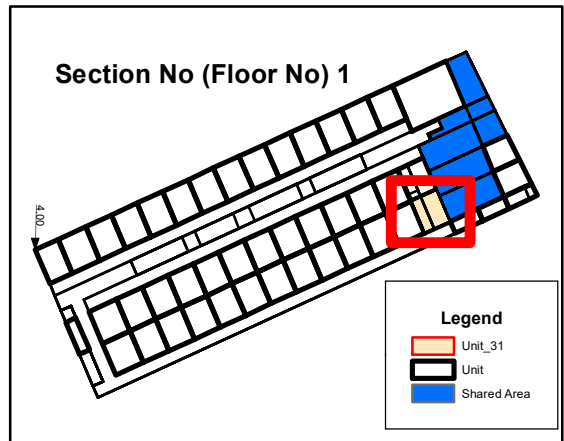 Section No (Floor No) 1
4.00
Legend
Unit_31
Unit
Shared Area